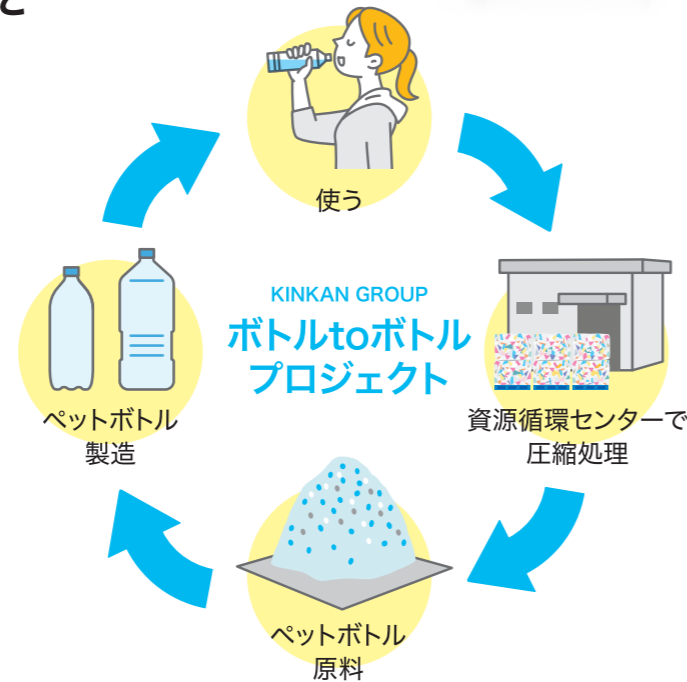 と
使う
KINKAN GROUP
ボトルtoボトル
プロジェクト
ペットボトル
製造
資源循環センターで
圧縮処理
ペットボトル
原料